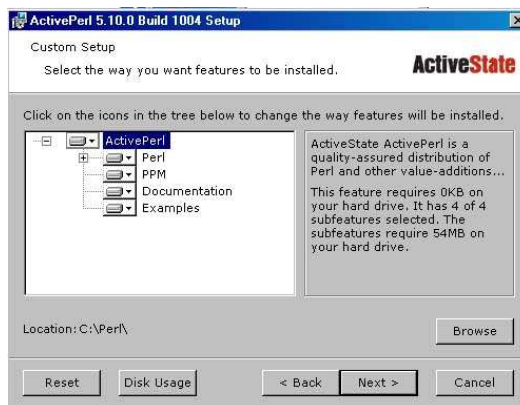 ActivePerl 5.10.0 Build 1004 Setup
Custom Setup
Select the way you want features to be installed.
ActiveState
Click on the icons in the tree below to change the way features will be installed.
ActivePerl
Perl
PPM
Documentation
Examples
ActiveState ActivePerl is a
quality-assured distribution of
Perl and other value-additions...
This feature requires 0KB on
your hard drive. It has 4 of 4
subfeatures selected. The
subfeatures require 54MB on
your hard drive.
Location: C:\Perl\
Browse
Reset
Disk Usage
< Back
Next >
Cancel